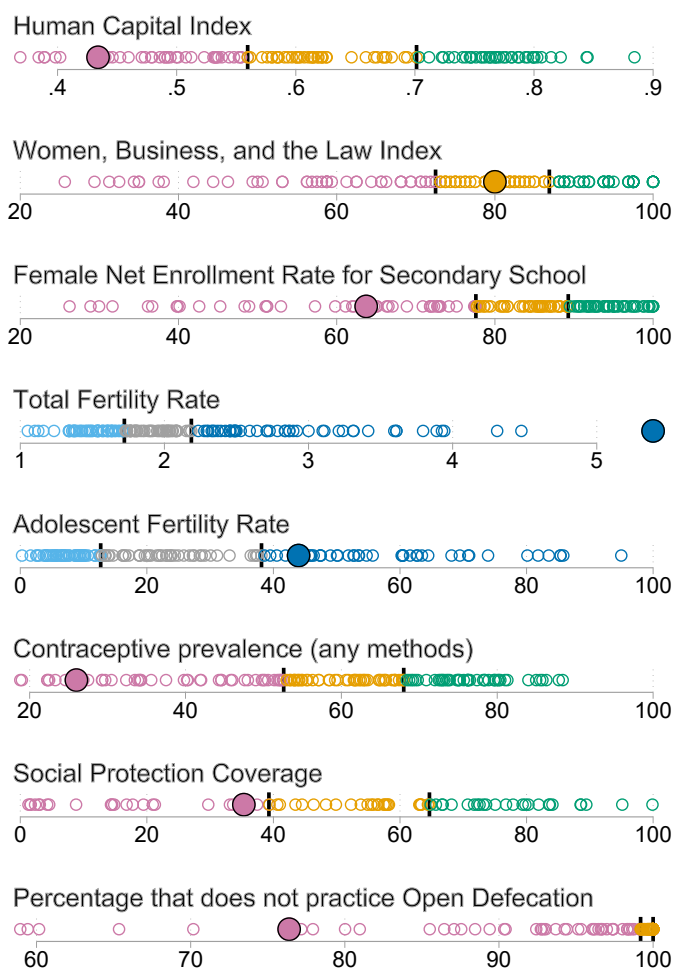 Human Capital Index
.4 .5 .6 .7 .8 .9
Women, Business, and the Law Index
20 40 60 80 100
Female Net Enrollment Rate for Secondary School
20 40 60 80 100
Total Fertility Rate
1 2 3 4 5
Adolescent Fertility Rate
0 20 40 60 80 100
Contraceptive prevalence (any methods)
20 40 60 80 100
Social Protection Coverage
0 20 40 60 80 100
Percentage that does not practice Open Defecation
60 70 80 90 100